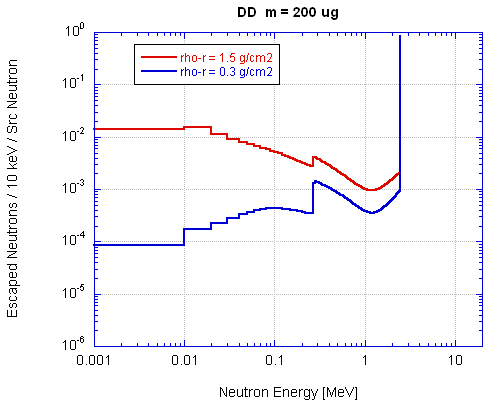 DD m = 200 ug
Escaped Neutrons / 10 keV / Src Neutron
10^0
10^-1
10^-2
10^-3
10^-4
10^-5
10^-6
rho-r = 1.5 g/cm2
rho-r = 0.3 g/cm2
0.001 0.01 0.1 1 10
Neutron Energy [MeV]